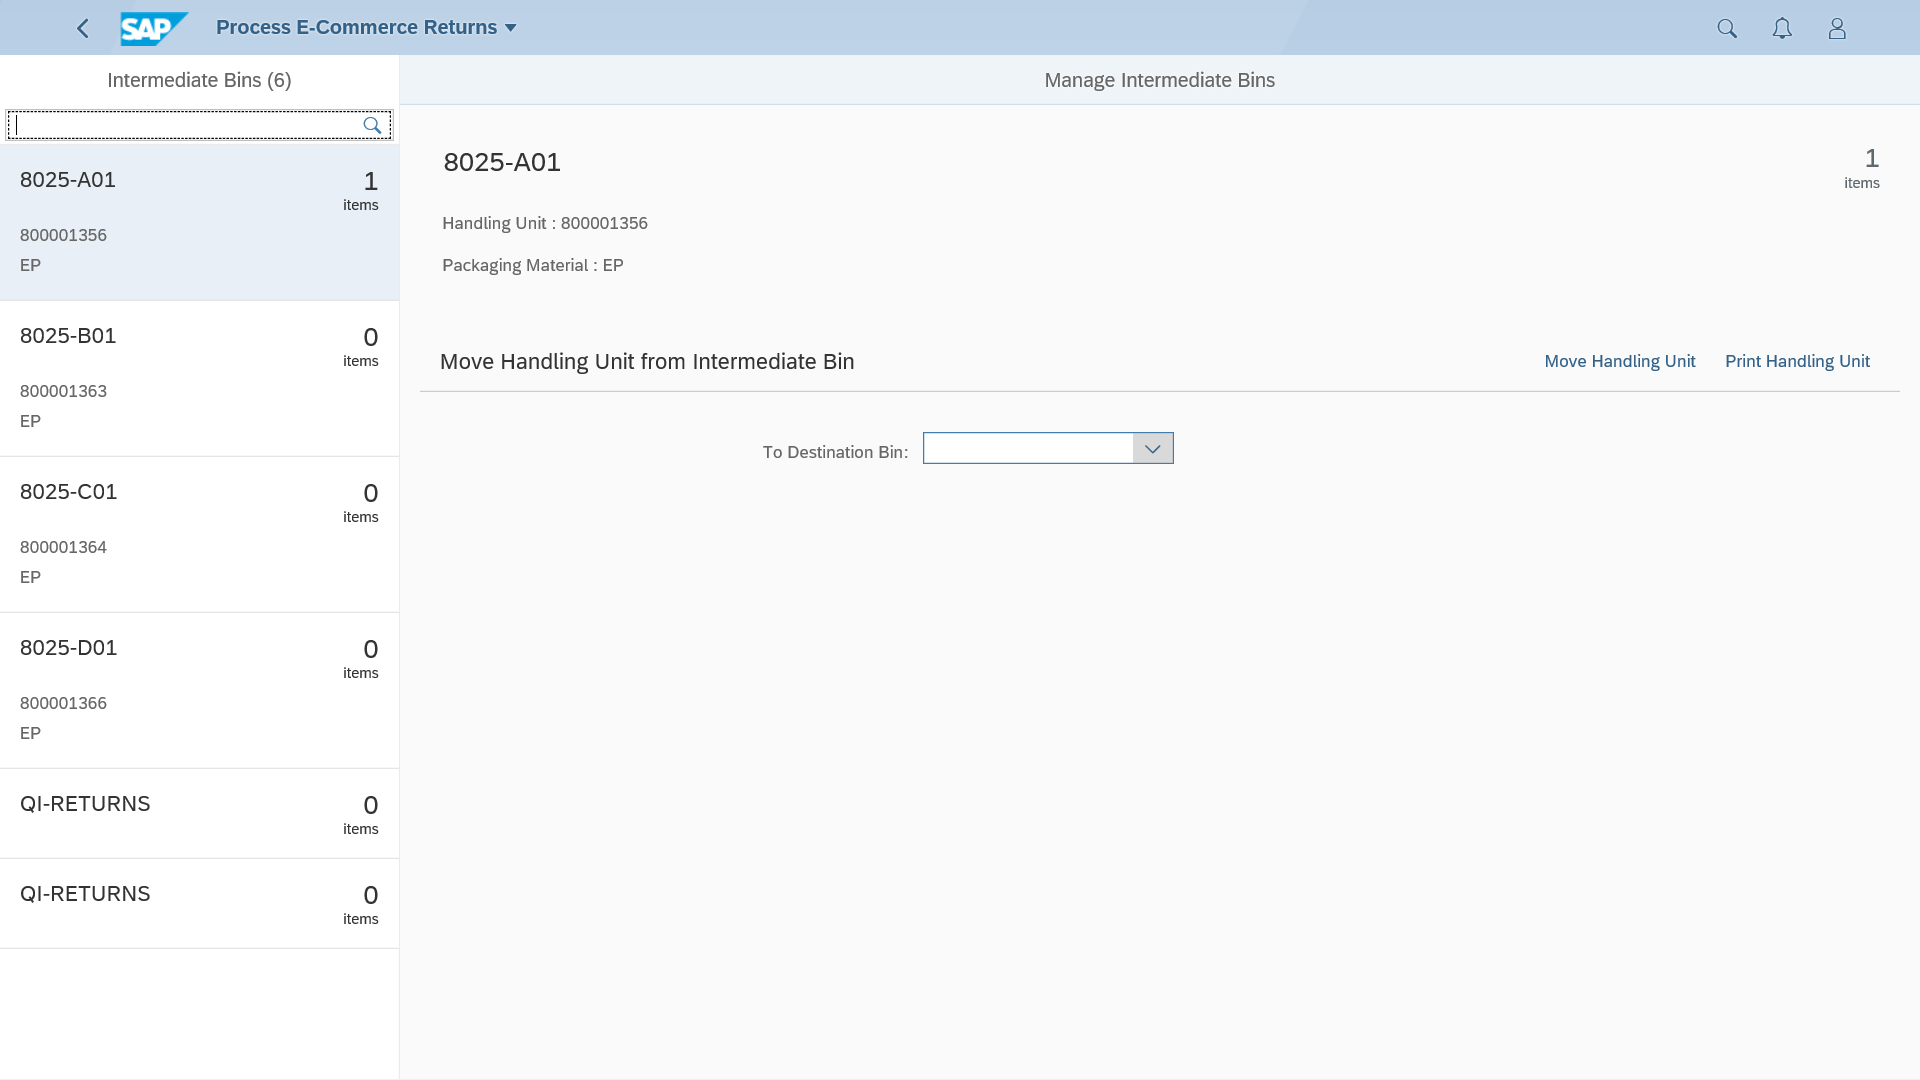 SAP
Process E-Commerce Returns
Intermediate Bins (6)
8025-A01
1
items
800001356
EP
8025-B01
0
items
800001363
EP
8025-C01
0
items
800001364
EP
8025-D01
0
items
800001366
EP
QI-RETURNS
0
items
QI-RETURNS
0
items
Manage Intermediate Bins
8025-A01
1
items
Handling Unit : 800001356
Packaging Material : EP
Move Handling Unit from Intermediate Bin
Move Handling Unit
Print Handling Unit
To Destination Bin: